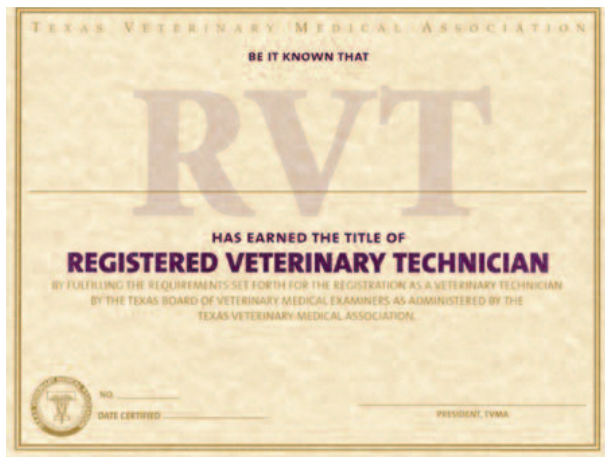 TEXAS VETERINARY MEDICAL ASSOCIATION
BE IT KNOWN THAT
RVT
HAS EARNED THE TITLE OF
REGISTERED VETERINARY TECHNICIAN
BY FULFILLING THE REQUIREMENTS SET FORTH FOR THE REGISTRATION AS A VETERINARY TECHNICIAN
BY THE TEXAS BOARD OF VETERINARY MEDICAL EXAMINERS AS ADMINISTERED BY THE
TEXAS VETERINARY MEDICAL ASSOCIATION.
NO.
DATE CERTIFIED
PRESIDENT, TVMA